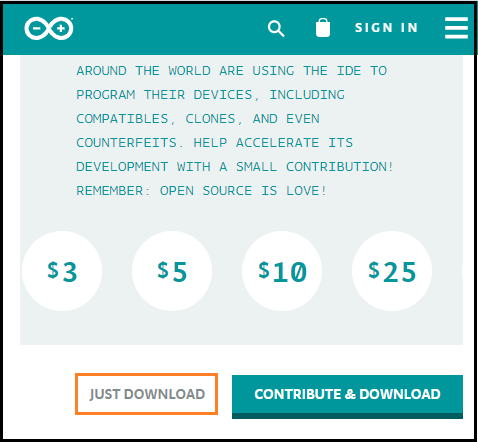 SIGN IN
AROUND THE WORLD ARE USING THE IDE TO
PROGRAM THEIR DEVICES, INCLUDING
COMPATIBLES, CLONES, AND EVEN
COUNTERFEITS. HELP ACCELERATE ITS
DEVELOPMENT WITH A SMALL CONTRIBUTION!
REMEMBER: OPEN SOURCE IS LOVE!
$3 $5 $10 $25
JUST DOWNLOAD CONTRIBUTE & DOWNLOAD